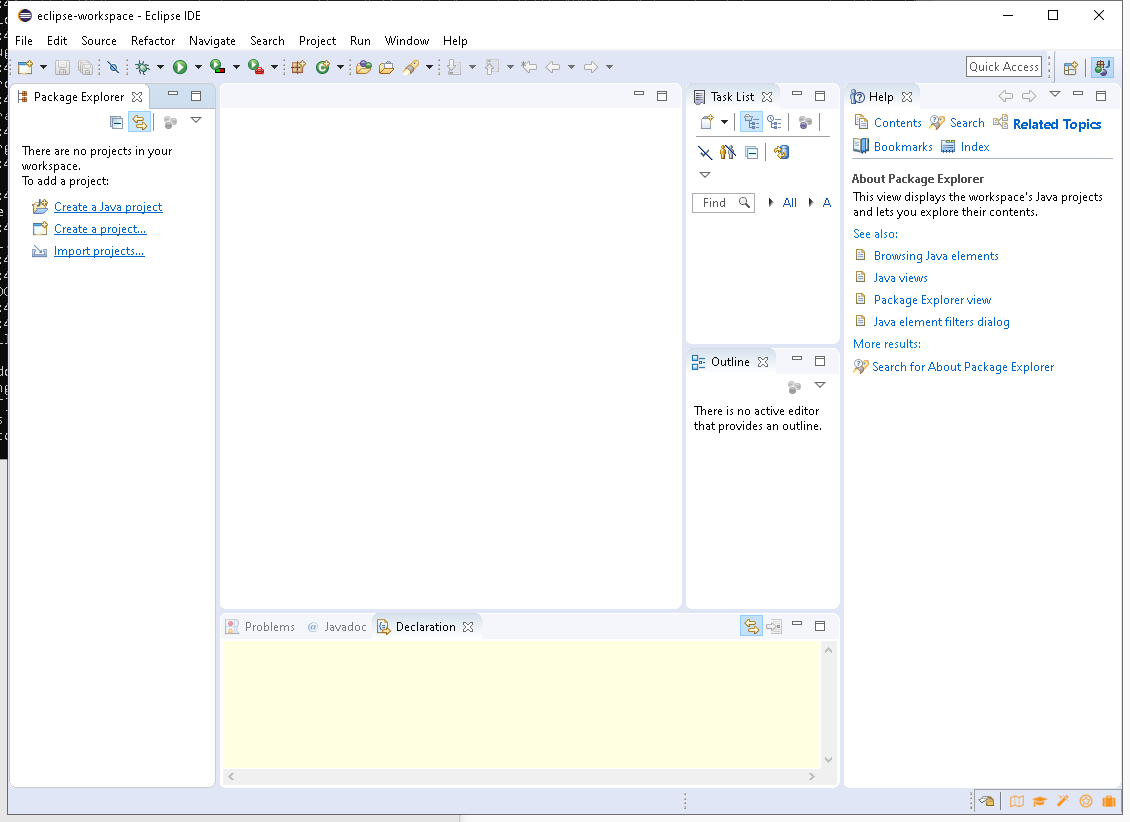 eclipse-workspace - Eclipse IDE
File Edit Source Refactor Navigate Search Project Run Window Help
Quick Access
Package Explorer
There are no projects in your
workspace.
To add a project:
Create a Java project
Create a project...
Import projects...
Task List
Find
All
A
Outline
There is no active editor
that provides an outline.
Help
Contents Search Related Topics
Bookmarks Index
About Package Explorer
This view displays the workspace's Java projects
and lets you explore their contents.
See also:
Browsing Java elements
Java views
Package Explorer view
Java element filters dialog
More results:
Search for About Package Explorer
Problems @ Javadoc Declaration